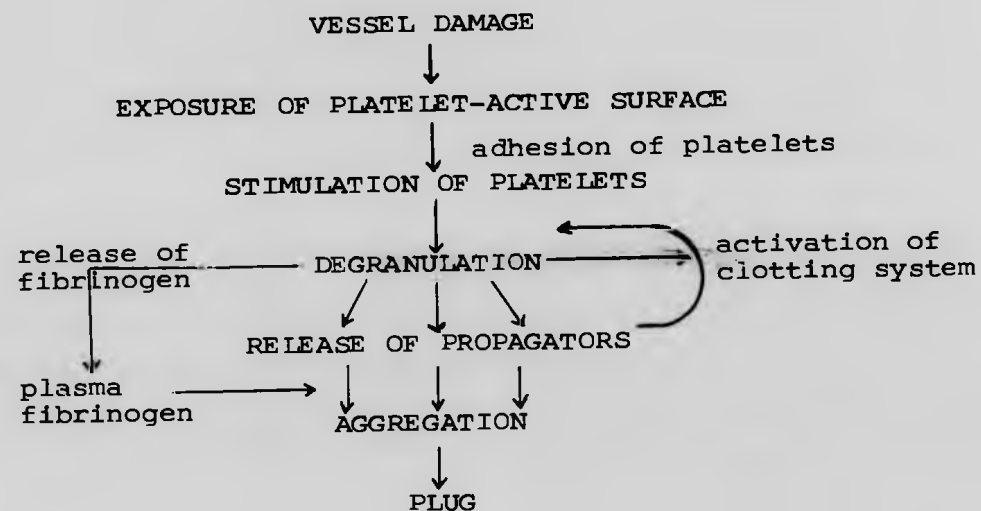 VESSEL DAMAGE
EXPOSURE OF PLATELET-ACTIVE SURFACE
adhesion of platelets
STIMULATION OF PLATELETS
release of
fibrinogen
DEGRANULATION
activation of
clotting system
RELEASE OF PROPAGATORS
plasma
fibrinogen
AGGREGATION
PLUG